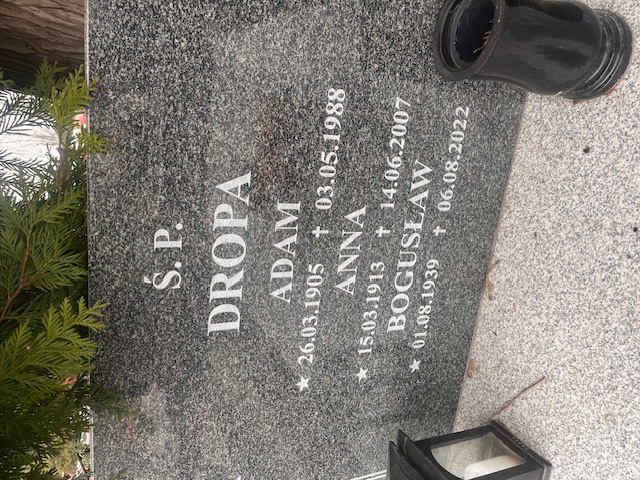 Ś. P.
DROPA
ADAM
★ 26.03.1905 ✝ 03.05.1988
ANNA
★ 15.03.1913 ✝ 14.06.2007
BOGUSŁAW
★ 01.08.1939 ✝ 06.08.2022